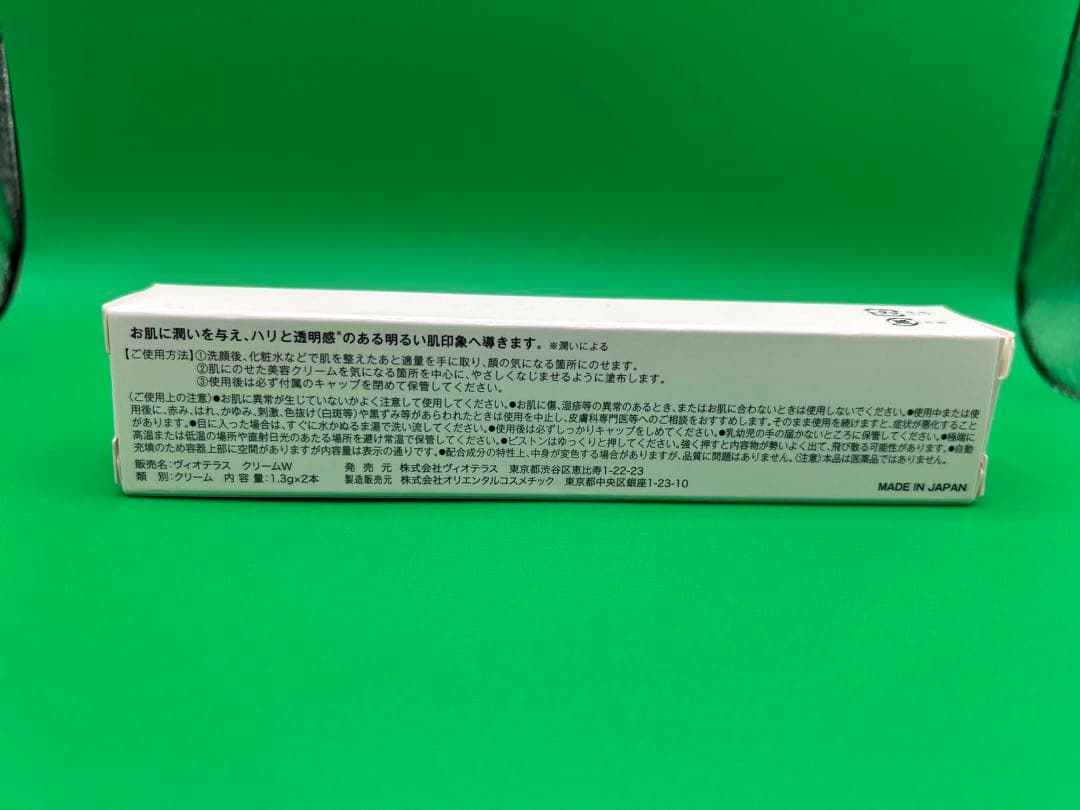 お肌に潤いを与え、ハリと透明感※のある明るい肌印象へ導きます。※潤いによる
【ご使用方法】①洗顔後、化粧水などで肌を整えたあと適量を手に取り、顔の気になる箇所にのせます。
②肌にのせた美容クリームを気になる箇所を中心に、やさしくなじませるように塗布します。
③使用後は必ず付属のキャップを閉めて保管してください。
〈ご使用上の注意〉●お肌に異常が生じていないかよく注意して使用してください。●お肌に傷、湿疹等の異常のあるとき、またはお肌に合わないときは使用しないでください。●使用中または使
用後に、赤み、はれ、かゆみ、刺激、色抜け(白斑等)や黒ずみ等があらわれたときは使用を中止し、皮膚科専門医等へのご相談をおすすめします。そのまま使用を続けますと、症状が悪化すること
があります。●目に入った場合は、すぐに水かぬるま湯で洗い流してください。●使用後は必ずしっかりキャップをしめてください。●乳幼児の手の届かないところに保管してください。●極端に
高温または低温の場所や直射日光のあたる場所を避け常温で保管してください。●ピストンはゆっくりと押してください。強く押すと内容物が勢いよく出て、飛び散る可能性があります。●自動
充填のため容器上部に空間がありますが内容量は表示の通りです。●配合成分の特性上、中身が変色する場合がありますが、品質に問題はありません。〈注意〉本品は医薬品ではありません。
販売名:ヴィオテラス クリームW 発売元 株式会社ヴィオテラス 東京都渋谷区恵比寿1-22-23
類 別:クリーム 内容量:1.3g×2本 製造販売元 株式会社オリエンタルコスメチック 東京都中央区銀座1-23-10
MADE IN JAPAN